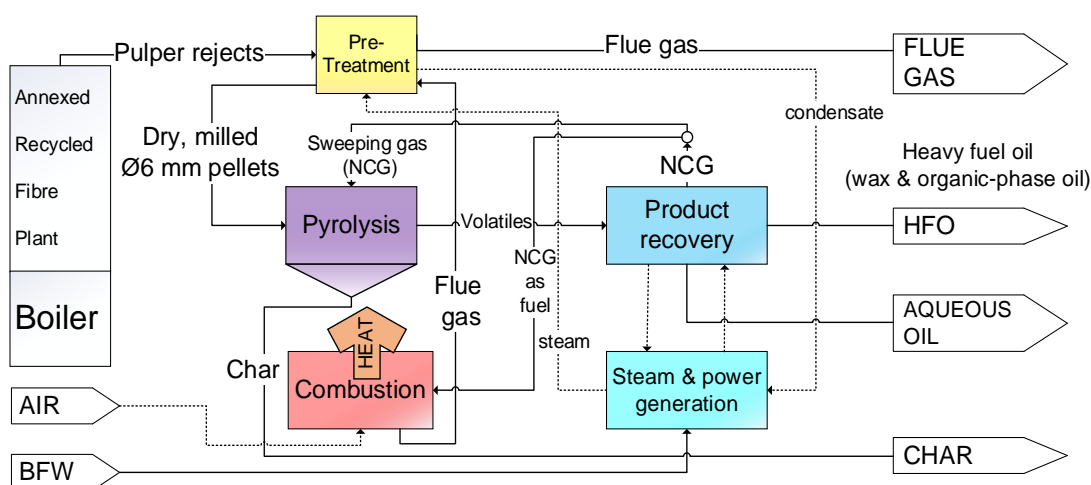 Pulper rejects
Pre-
Treatment
Flue gas
FLUE
GAS
Annexed
Recycled
Fibre
Plant
Boiler
condensate
Dry, milled
Ø6 mm pellets
Sweeping gas
(NCG)
NCG
Heavy fuel oil
(wax & organic-phase oil)
Pyrolysis
Volatiles
Product
recovery
HFO
NCG
as
fuel
Flue
gas
HEAT
steam
AQUEOUS
OIL
Char
Combustion
Steam & power
generation
AIR
BFW
CHAR